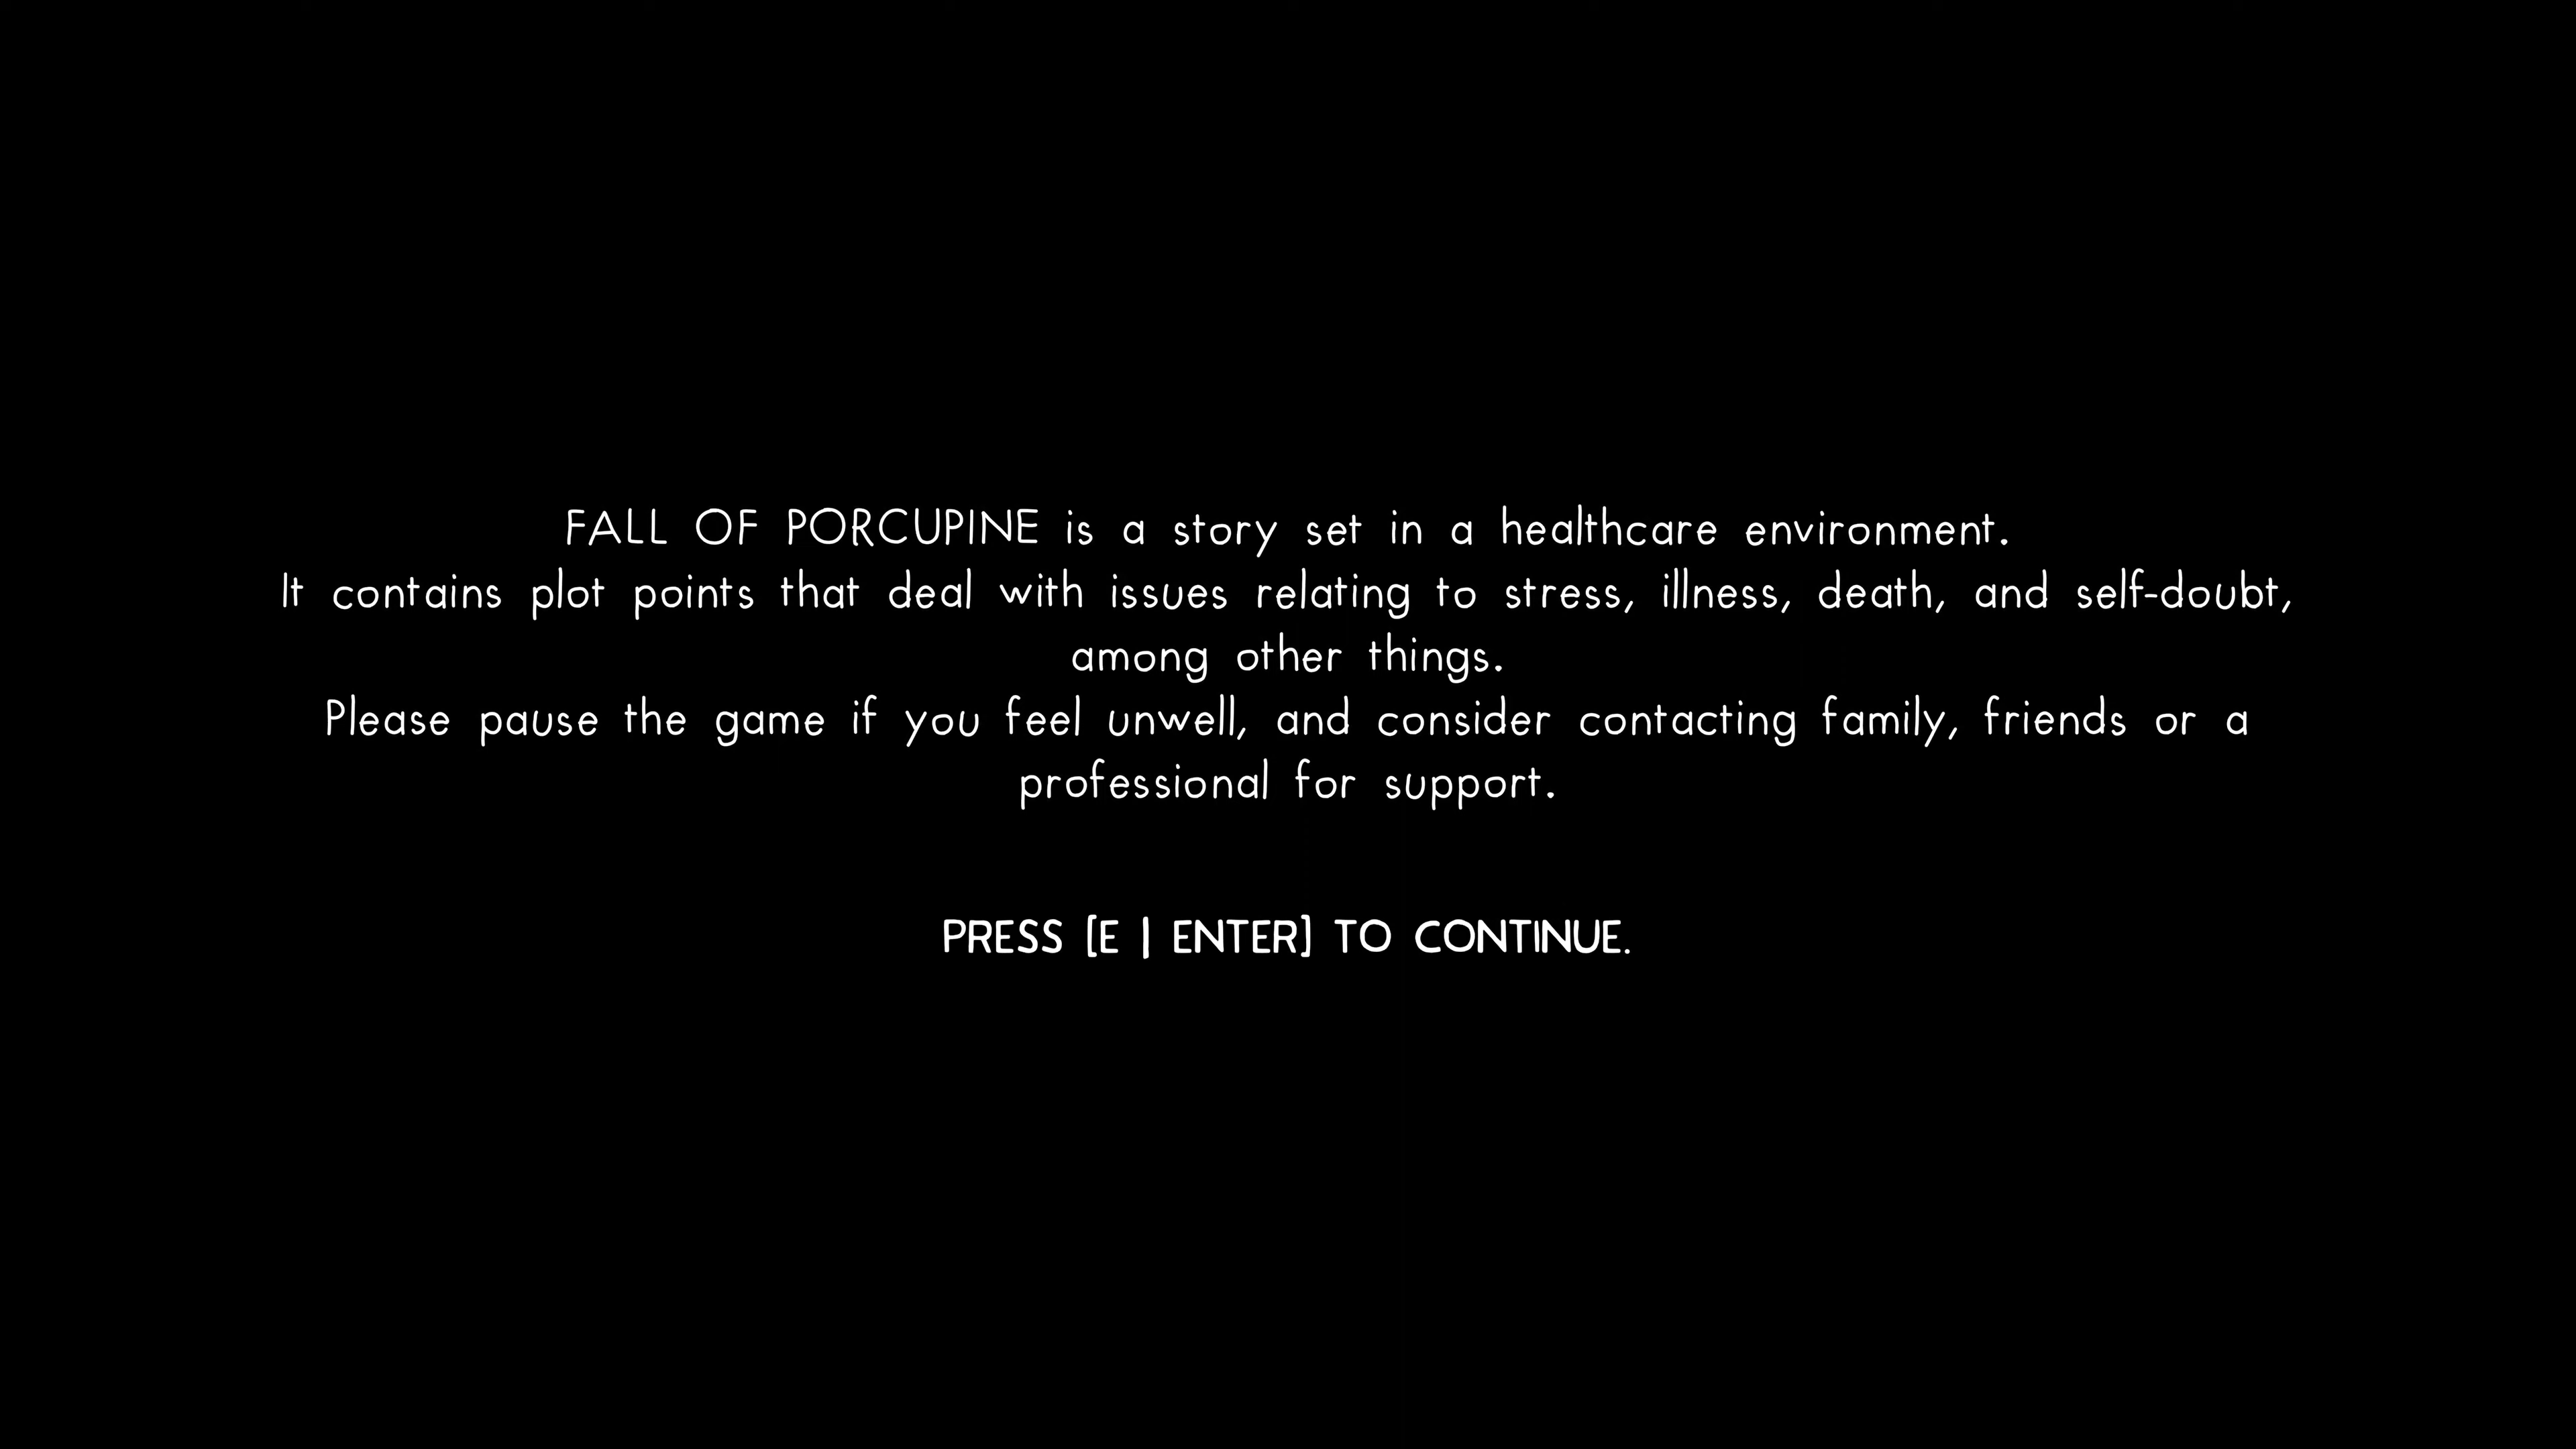 FALL OF PORCUPINE is a story set in a healthcare environment.
It contains plot points that deal with issues relating to stress, illness, death, and self-doubt,
among other things.
Please pause the game if you feel unwell, and consider contacting family, friends or a
professional for support.
PRESS [E | ENTER] TO CONTINUE.